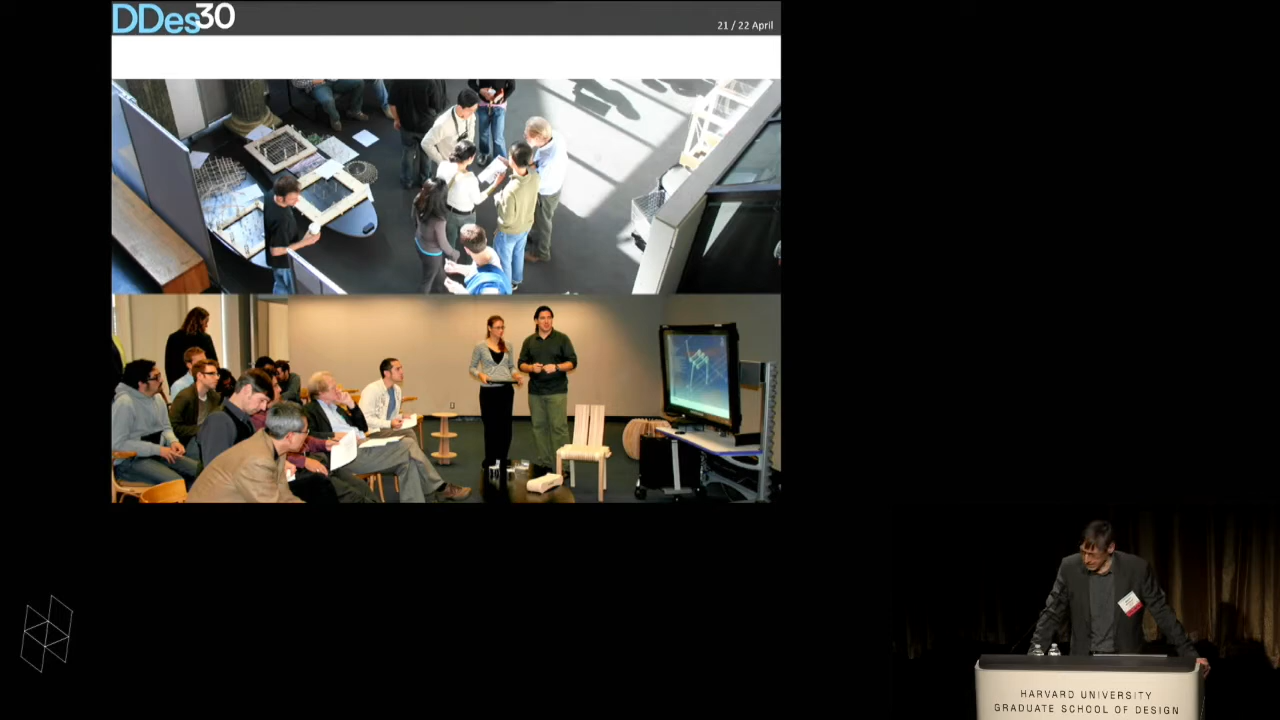 DDes30
21 / 22 April
HARVARD UNIVERSITY
GRADUATE SCHOOL OF DESIGN